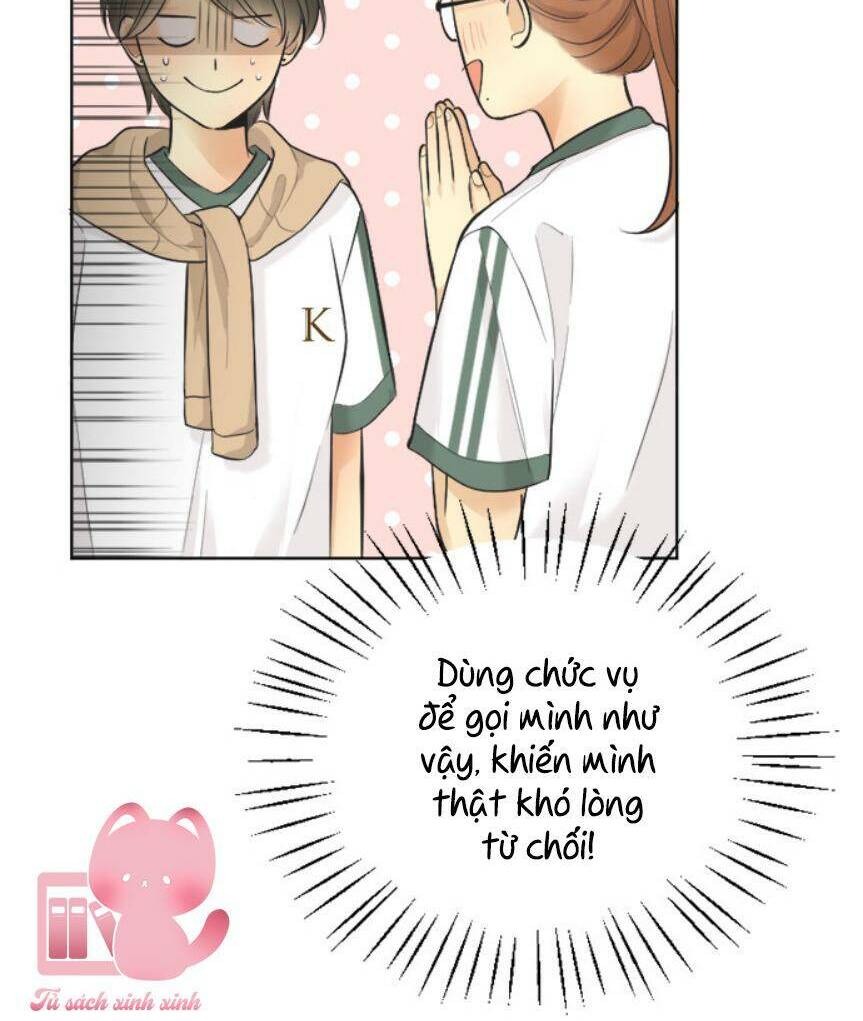 K
Dùng chức vụ
để gọi mình như
vậy, khiến mình
thật khó lòng
từ chối!
Tủ sách xinh xinh